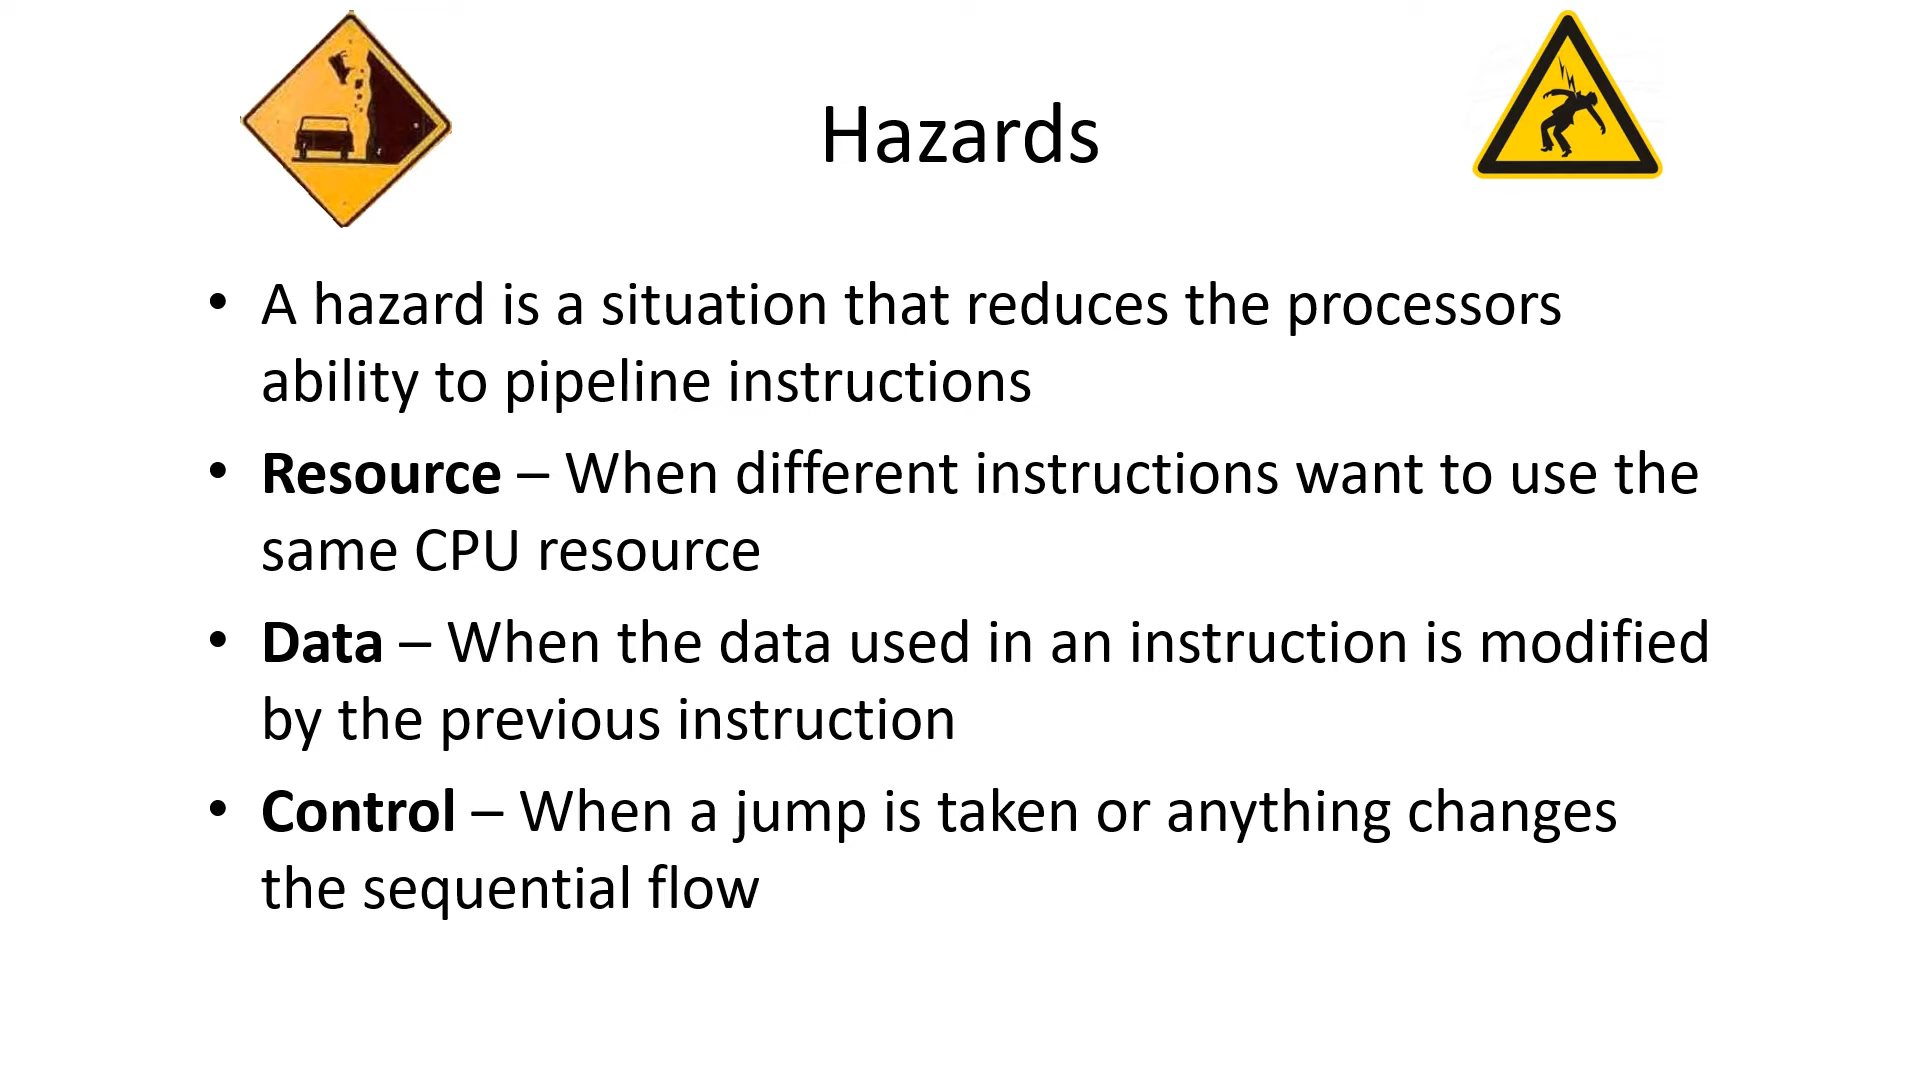 Hazards
• A hazard is a situation that reduces the processors
ability to pipeline instructions
• Resource – When different instructions want to use the
same CPU resource
• Data – When the data used in an instruction is modified
by the previous instruction
• Control – When a jump is taken or anything changes
the sequential flow